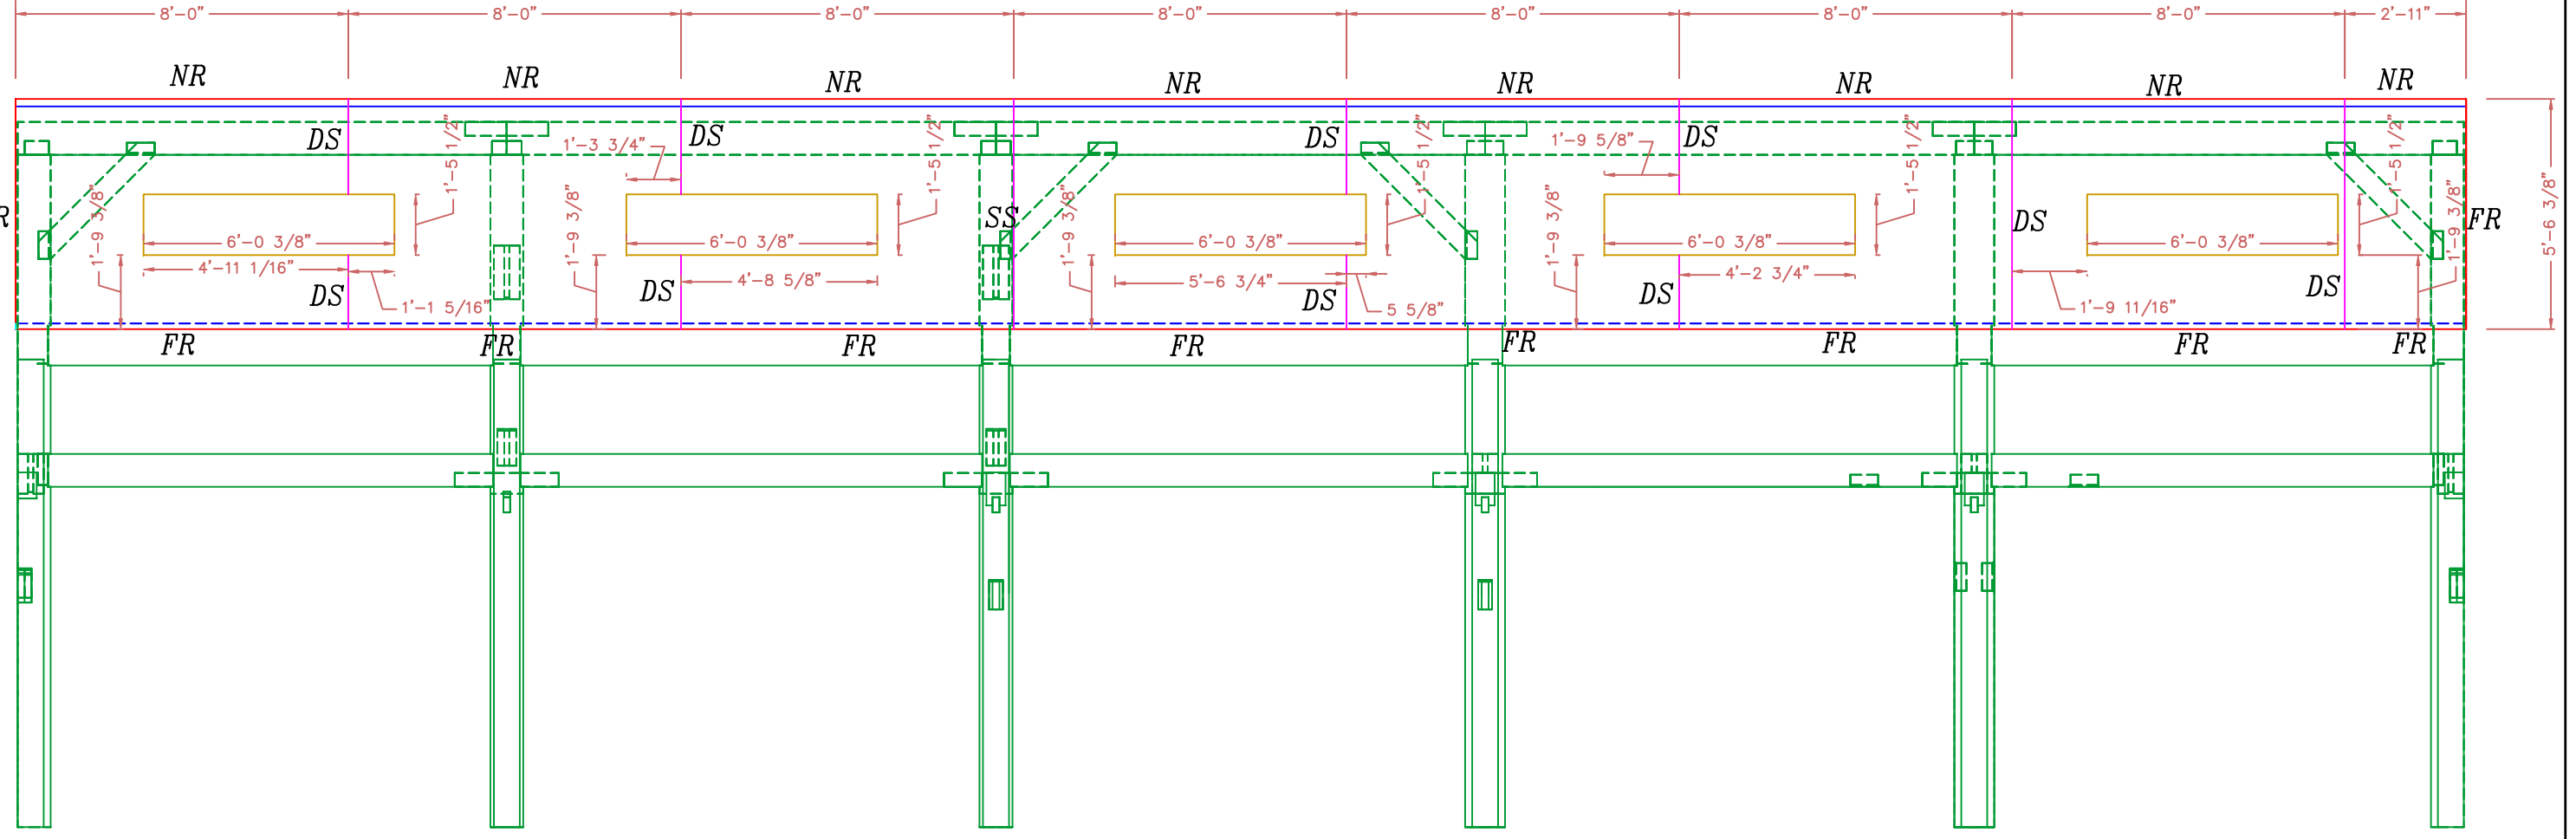 8'-0" 8'-0" 8'-0" 8'-0" 8'-0" 8'-0" 8'-0" 2'-11"
NR NR NR NR NR NR NR NR
DS 1'-5 1/2" 1'-3 3/4" DS 1'-5 1/2" DS 1'-5 1/2" 1'-9 5/8" DS 1'-5 1/2" 1'-5 1/2"
R 1'-9 3/8" 1'-9 3/8" SS 1'-9 3/8" 1'-9 3/8" DS 1'-9 3/8" FR 5'-6 3/8"
6'-0 3/8" 6'-0 3/8" 6'-0 3/8" 6'-0 3/8" 6'-0 3/8"
4'-11 1/16" 4'-8 5/8" 5'-6 3/4" 4'-2 3/4"
DS 1'-1 5/16" DS DS 5 5/8" DS 1'-9 11/16" DS
FR FR FR FR FR FR FR FR